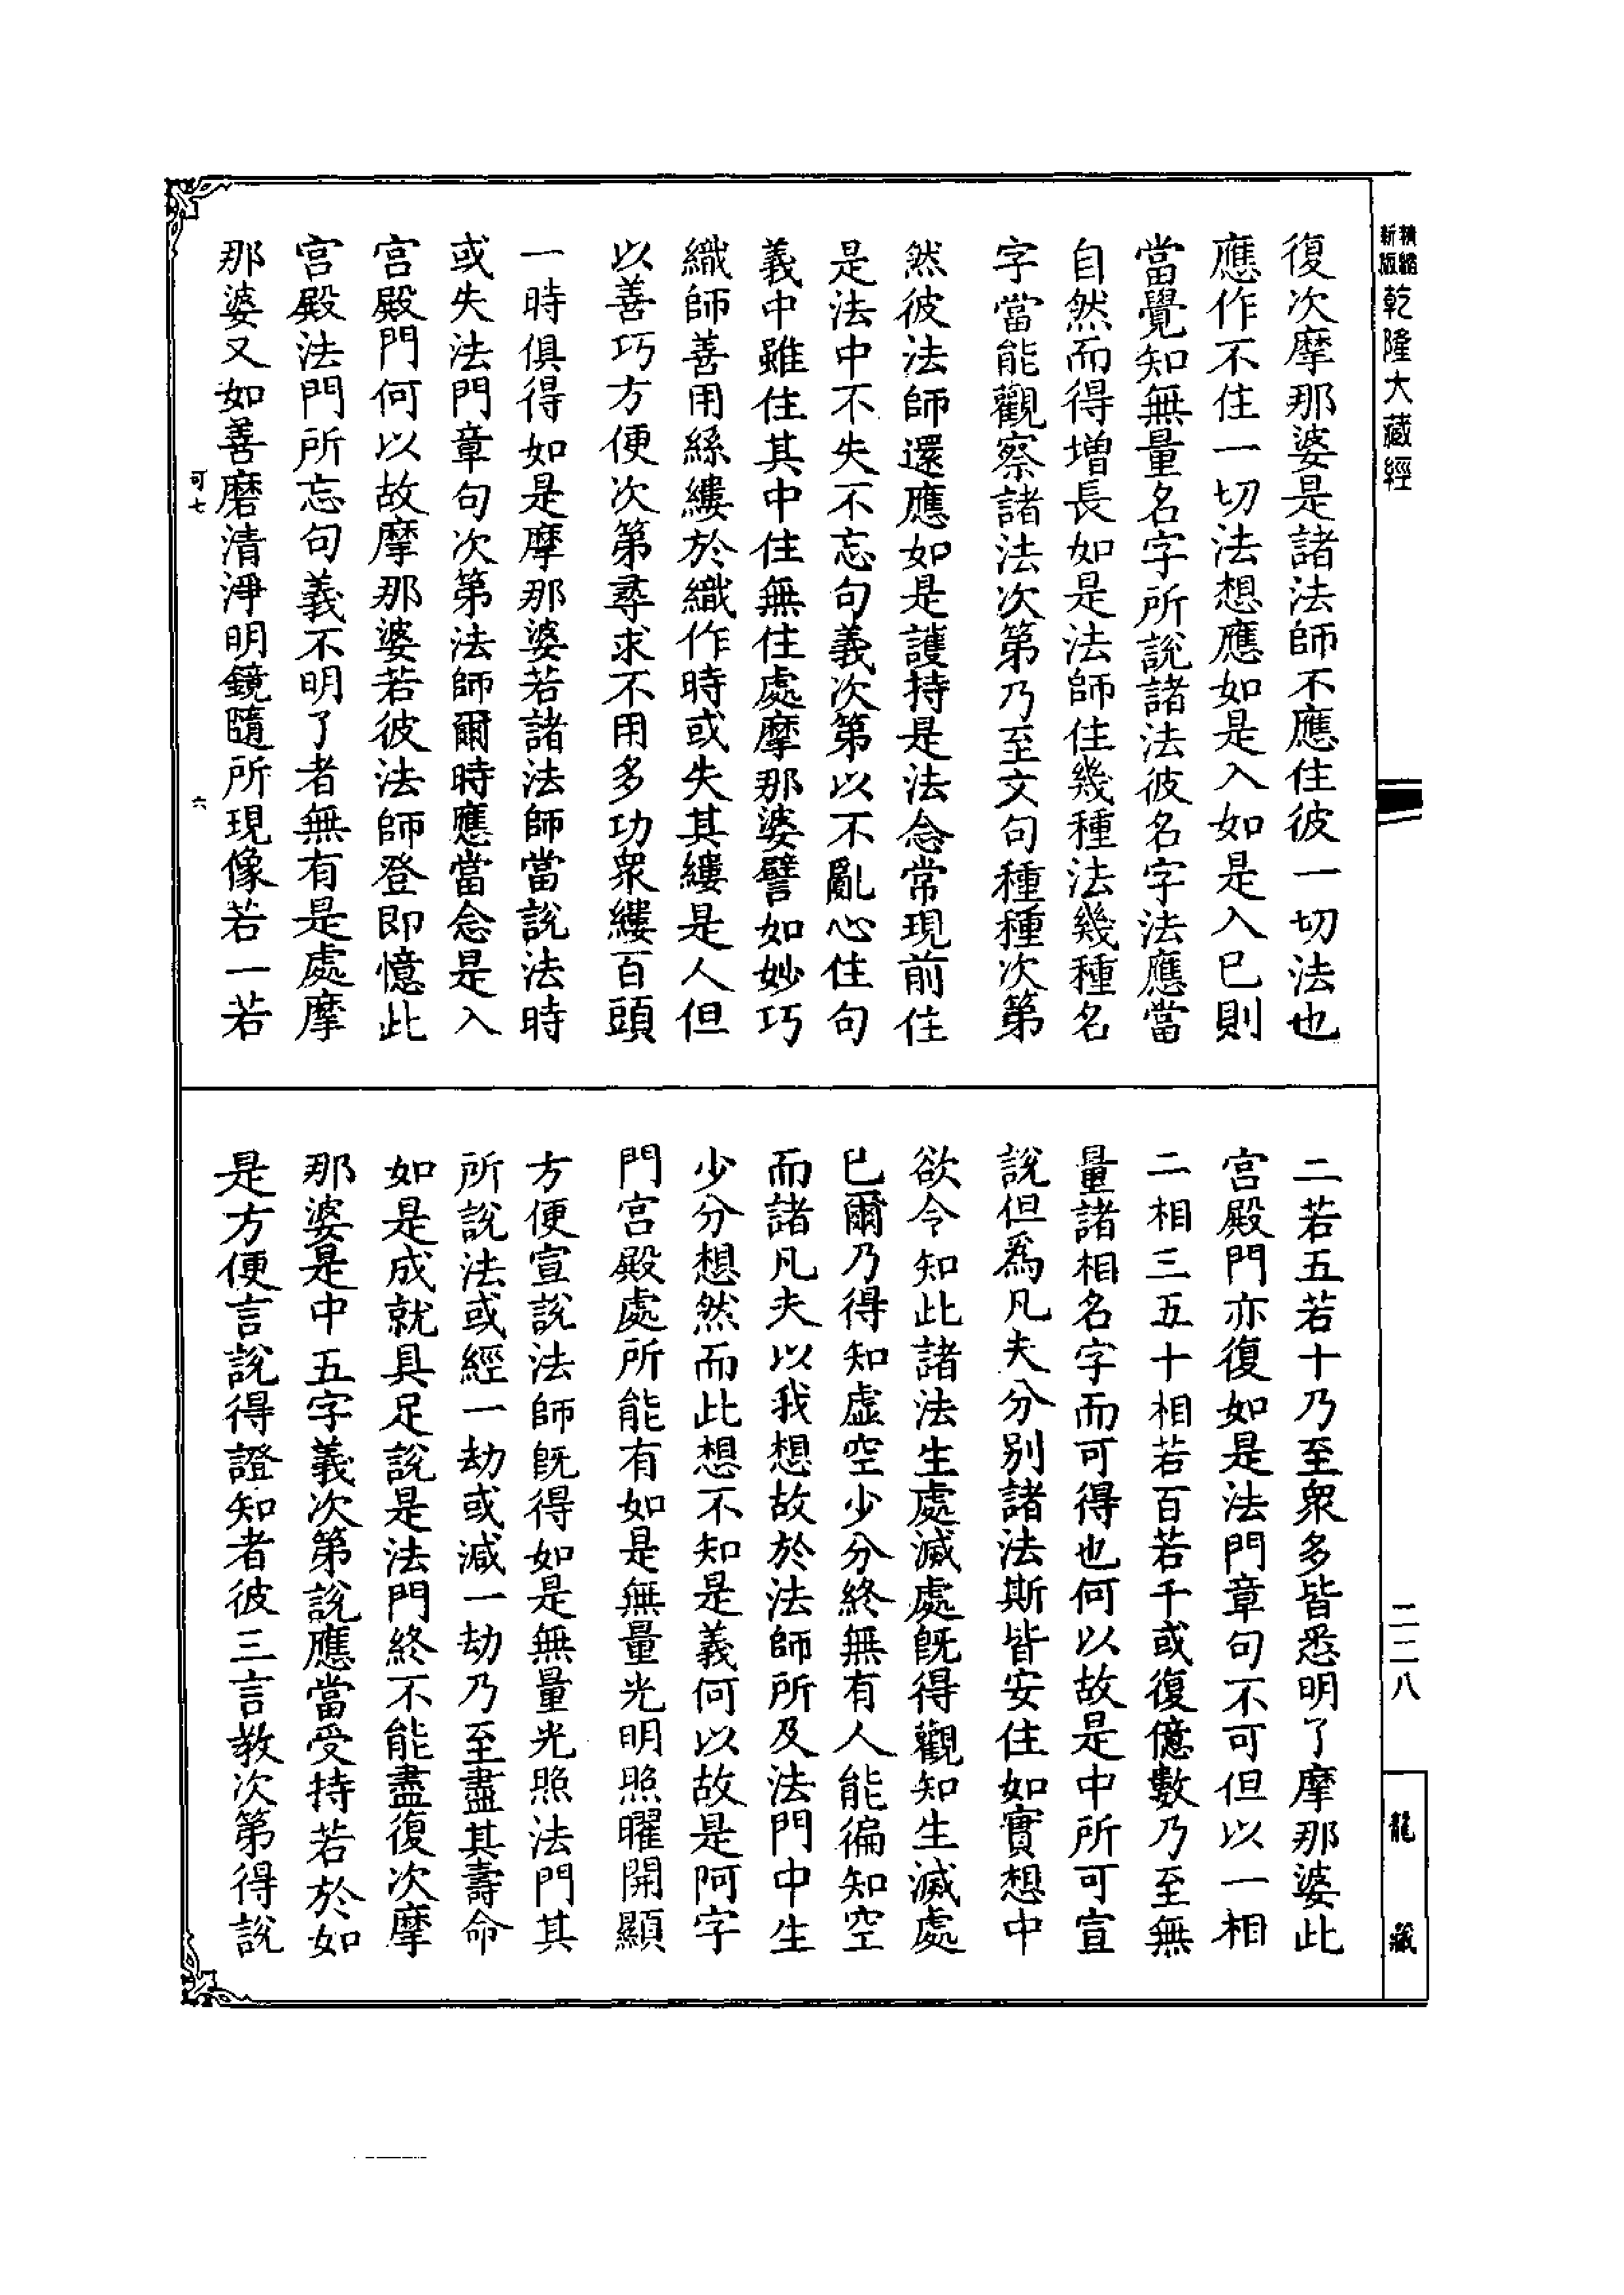 精縮
新版
乾隆大藏經
復次摩那婆是諸法師不應住彼一切法也
應作不住一切法想應如是入如是入已則
當覺知無量名字所說諸法彼名字法應當
自然而得增長如是法師住幾種法幾種名
字當能觀察諸法次第乃至文句種種次第
然彼法師還應如是護持是法念常現前住
是法中不失不忘句義次第以不亂心住句
義中雖住其中住無住處摩那婆譬如妙巧
織師善用絲縷於織作時或失其縷是人但
以善巧方便次第尋求不用多功衆縷百頭
一時俱得如是摩那婆若諸法師當說法時
或失法門章句次第法師爾時應當念是入
宮殿門何以故摩那婆若彼法師登即憶此
宮殿法門所忘句義不明了者無有是處摩
那婆又如善磨清淨明鏡隨所現像若一若
可七
六
二若五若十乃至衆多皆悉明了摩那婆此
宮殿門亦復如是法門章句不可但以一相
二相三五十相若百若千或復億數乃至無
量諸相名字而可得也何以故是中所可宣
說但爲凡夫分別諸法斯皆安住如實想中
欲令知此諸法生處滅處旣得觀知生滅處
已爾乃得知虛空少分終無有人能徧知空
而諸凡夫以我想故於法師所及法門中生
少分想然而此想不知是義何以故是阿字
門宮殿處所能有如是無量光明照曜開顯
方便宣說法師旣得如是無量光照法門其
所說法或經一劫或減一劫乃至盡其壽命
如是成就具足說是法門終不能盡復次摩
那婆是中五字義次第說應當受持若於如
是方便言說得證知者彼三言教次第得說
二二八
龍藏